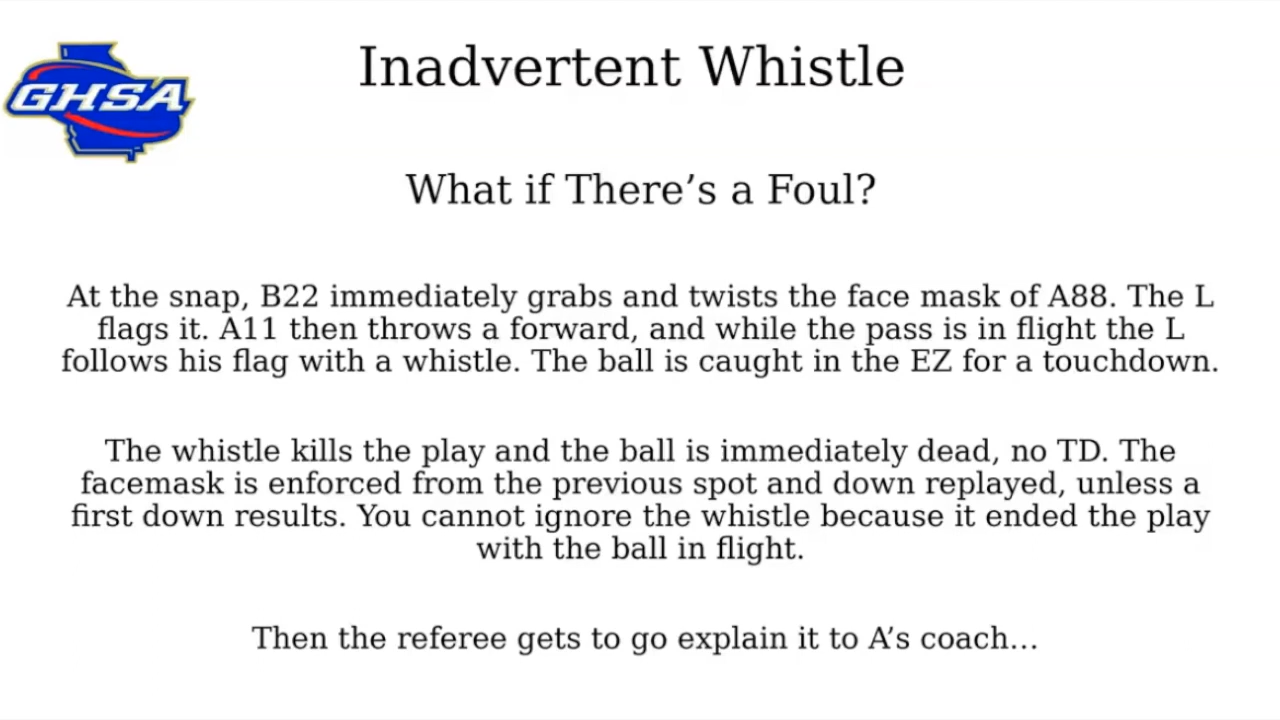 GHSA
Inadvertent Whistle
What if There’s a Foul?
At the snap, B22 immediately grabs and twists the face mask of A88. The L
flags it. A11 then throws a forward, and while the pass is in flight the L
follows his flag with a whistle. The ball is caught in the EZ for a touchdown.
The whistle kills the play and the ball is immediately dead, no TD. The
facemask is enforced from the previous spot and down replayed, unless a
first down results. You cannot ignore the whistle because it ended the play
with the ball in flight.
Then the referee gets to go explain it to A’s coach…